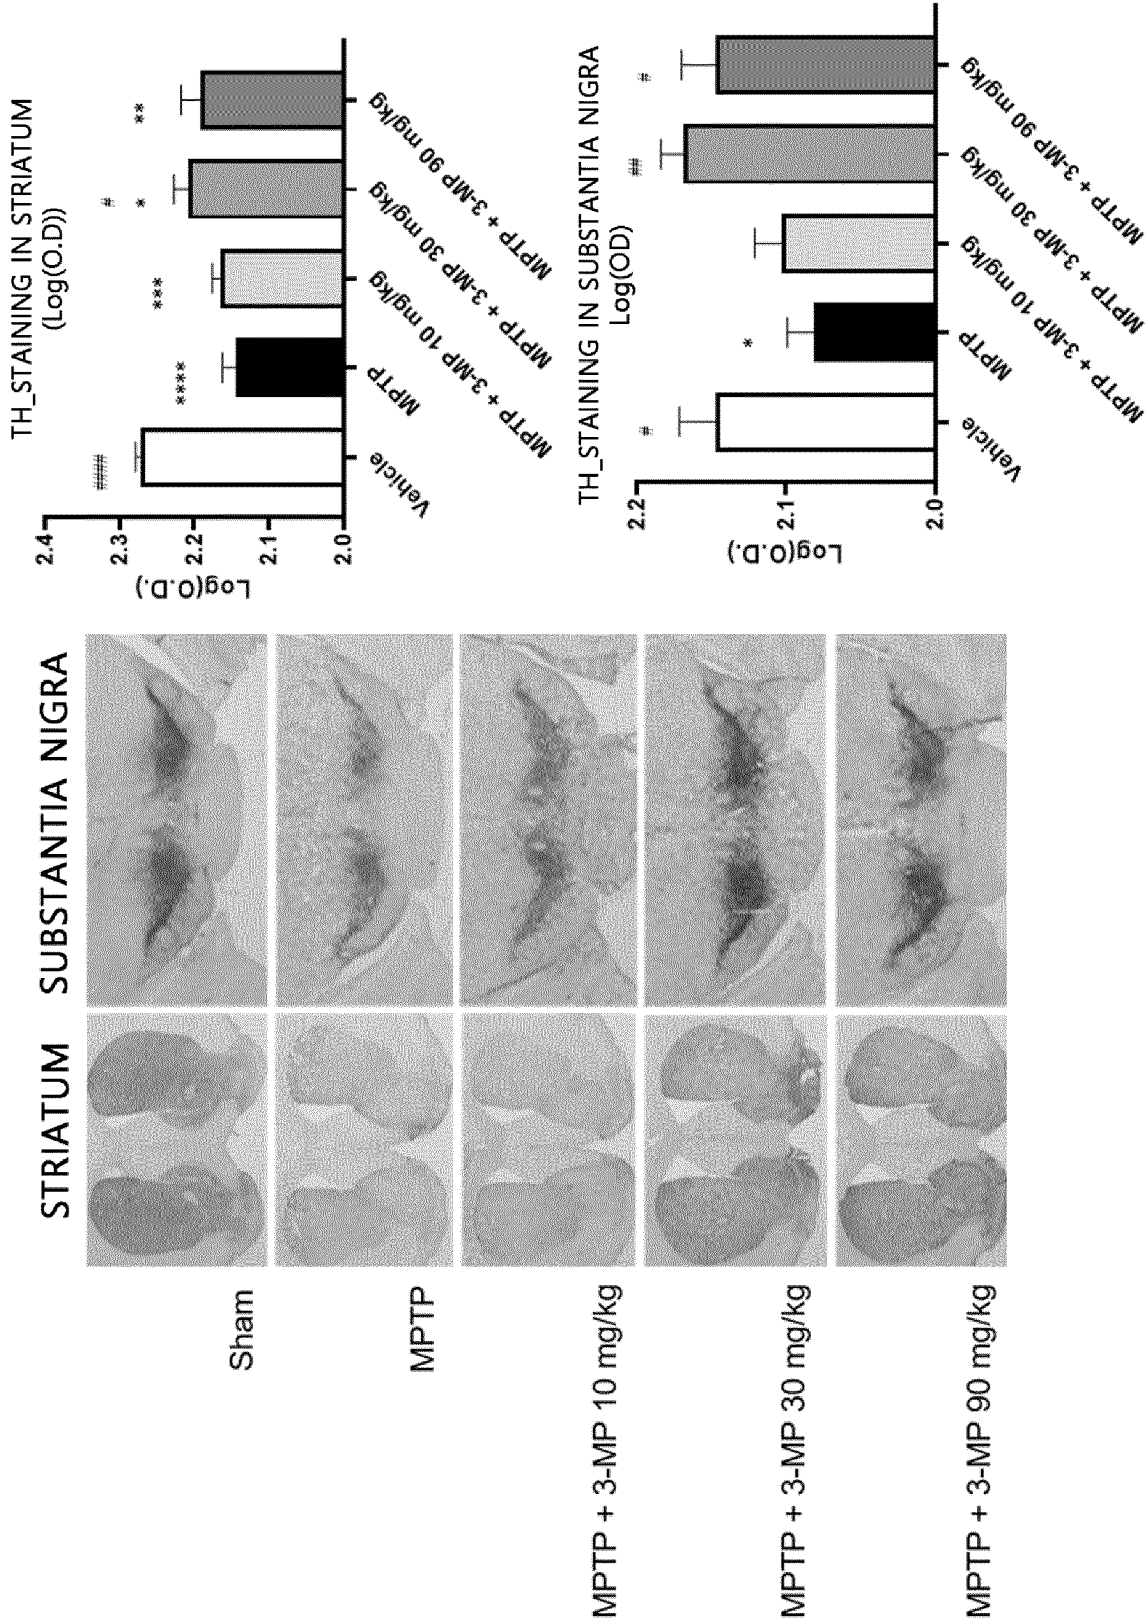 STRIATUM
SUBSTANTIA NIGRA
Sham
MPTP
MPTP + 3-MP 10 mg/kg
MPTP + 3-MP 30 mg/kg
MPTP + 3-MP 90 mg/kg
TH_STAINING IN STRIATUM
(Log(O.D))
Log(O.D.)
2.4
2.3
2.2
2.1
2.0
####
****
***
#
*
**
Vehicle
MPTP
MPTP + 3-MP 10 mg/kg
MPTP + 3-MP 30 mg/kg
MPTP + 3-MP 90 mg/kg
TH_STAINING IN SUBSTANTIA NIGRA
Log(OD)
Log(O.D.)
2.2
2.1
2.0
#
*
##
#
Vehicle
MPTP
MPTP + 3-MP 10 mg/kg
MPTP + 3-MP 30 mg/kg
MPTP + 3-MP 90 mg/kg